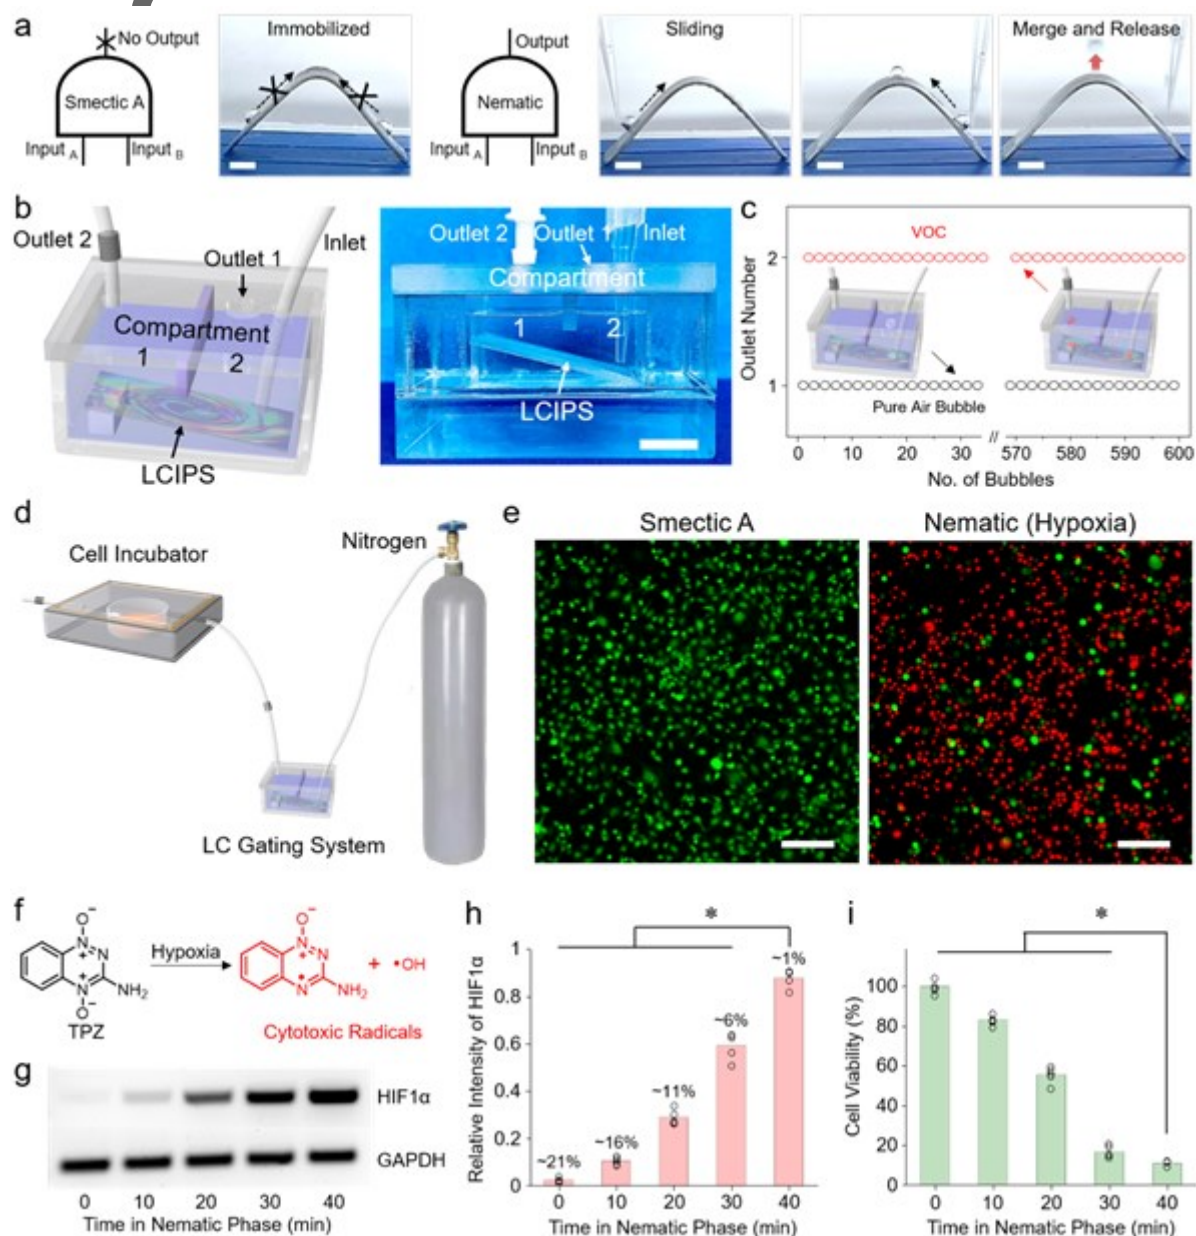 a
No Output
Smectic A
Input A
Input B
Immobilized
Output
Nematic
Input A
Input B
Sliding
Merge and Release
b
Outlet 2
Outlet 1
Inlet
Compartment
1
2
LCIPS
Outlet 2
Outlet 1
Inlet
Compartment
1
2
LCIPS
c
Outlet Number
2
1
VOC
Pure Air Bubble
0 10 20 30 // 570 580 590 600
No. of Bubbles
d
Cell Incubator
Nitrogen
LC Gating System
e
Smectic A
Nematic (Hypoxia)
f
O⁻
N
+
N
+
N
NH₂
O⁻
TPZ
Hypoxia
O⁻
N
+
N
N
NH₂
+ •OH
Cytotoxic Radicals
g
HIF1α
GAPDH
0 10 20 30 40
Time in Nematic Phase (min)
h
*
Relative Intensity of HIF1α
1
0.8
0.6
0.4
0.2
0
~21%
~16%
~11%
~6%
~1%
0 10 20 30 40
Time in Nematic Phase (min)
i
*
Cell Viability (%)
100
80
60
40
20
0
0 10 20 30 40
Time in Nematic Phase (min)